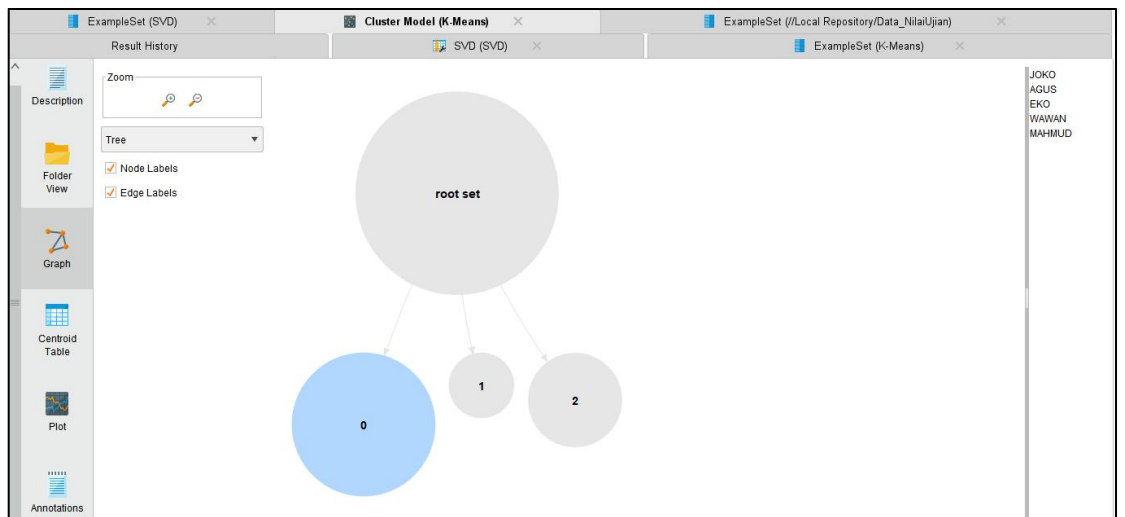 ExampleSet (SVD)
Cluster Model (K-Means)
ExampleSet (//Local Repository/Data_NilaiUjian)
Result History
SVD (SVD)
ExampleSet (K-Means)
Description
Folder
View
Graph
Centroid
Table
Plot
Annotations
Zoom
Tree
Node Labels
Edge Labels
root set
0
1
2
JOKO
AGUS
EKO
WAWAN
MAHMUD